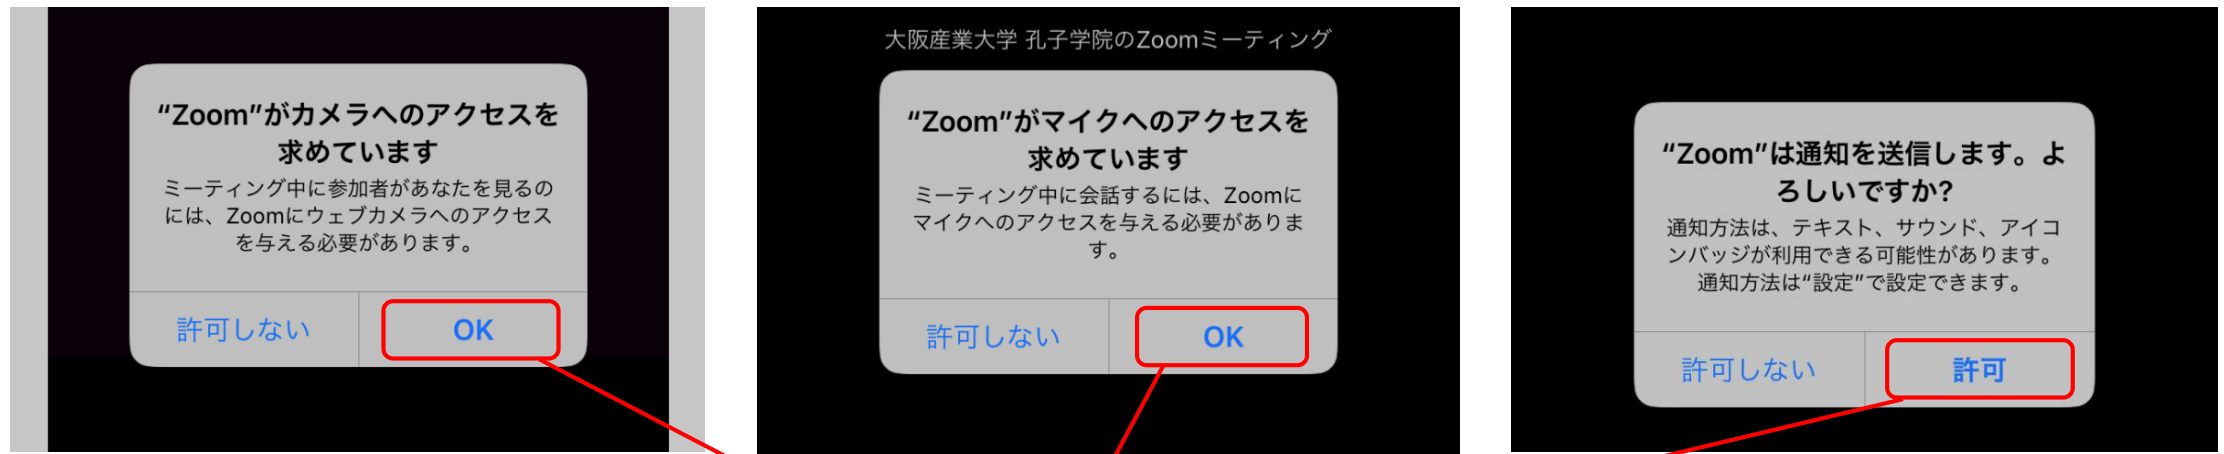 “Zoom”がカメラへのアクセスを
求めています
ミーティング中に参加者があなたを見るの
には、Zoomにウェブカメラへのアクセス
を与える必要があります。
許可しない
OK
大阪産業大学 孔子学院のZoomミーティング
“Zoom”がマイクへのアクセスを
求めています
ミーティング中に会話するには、Zoomに
マイクへのアクセスを与える必要がありま
す。
許可しない
OK
“Zoom”は通知を送信します。よ
ろしいですか?
通知方法は、テキスト、サウンド、アイコ
ンバッジが利用できる可能性があります。
通知方法は“設定”で設定できます。
許可しない
許可